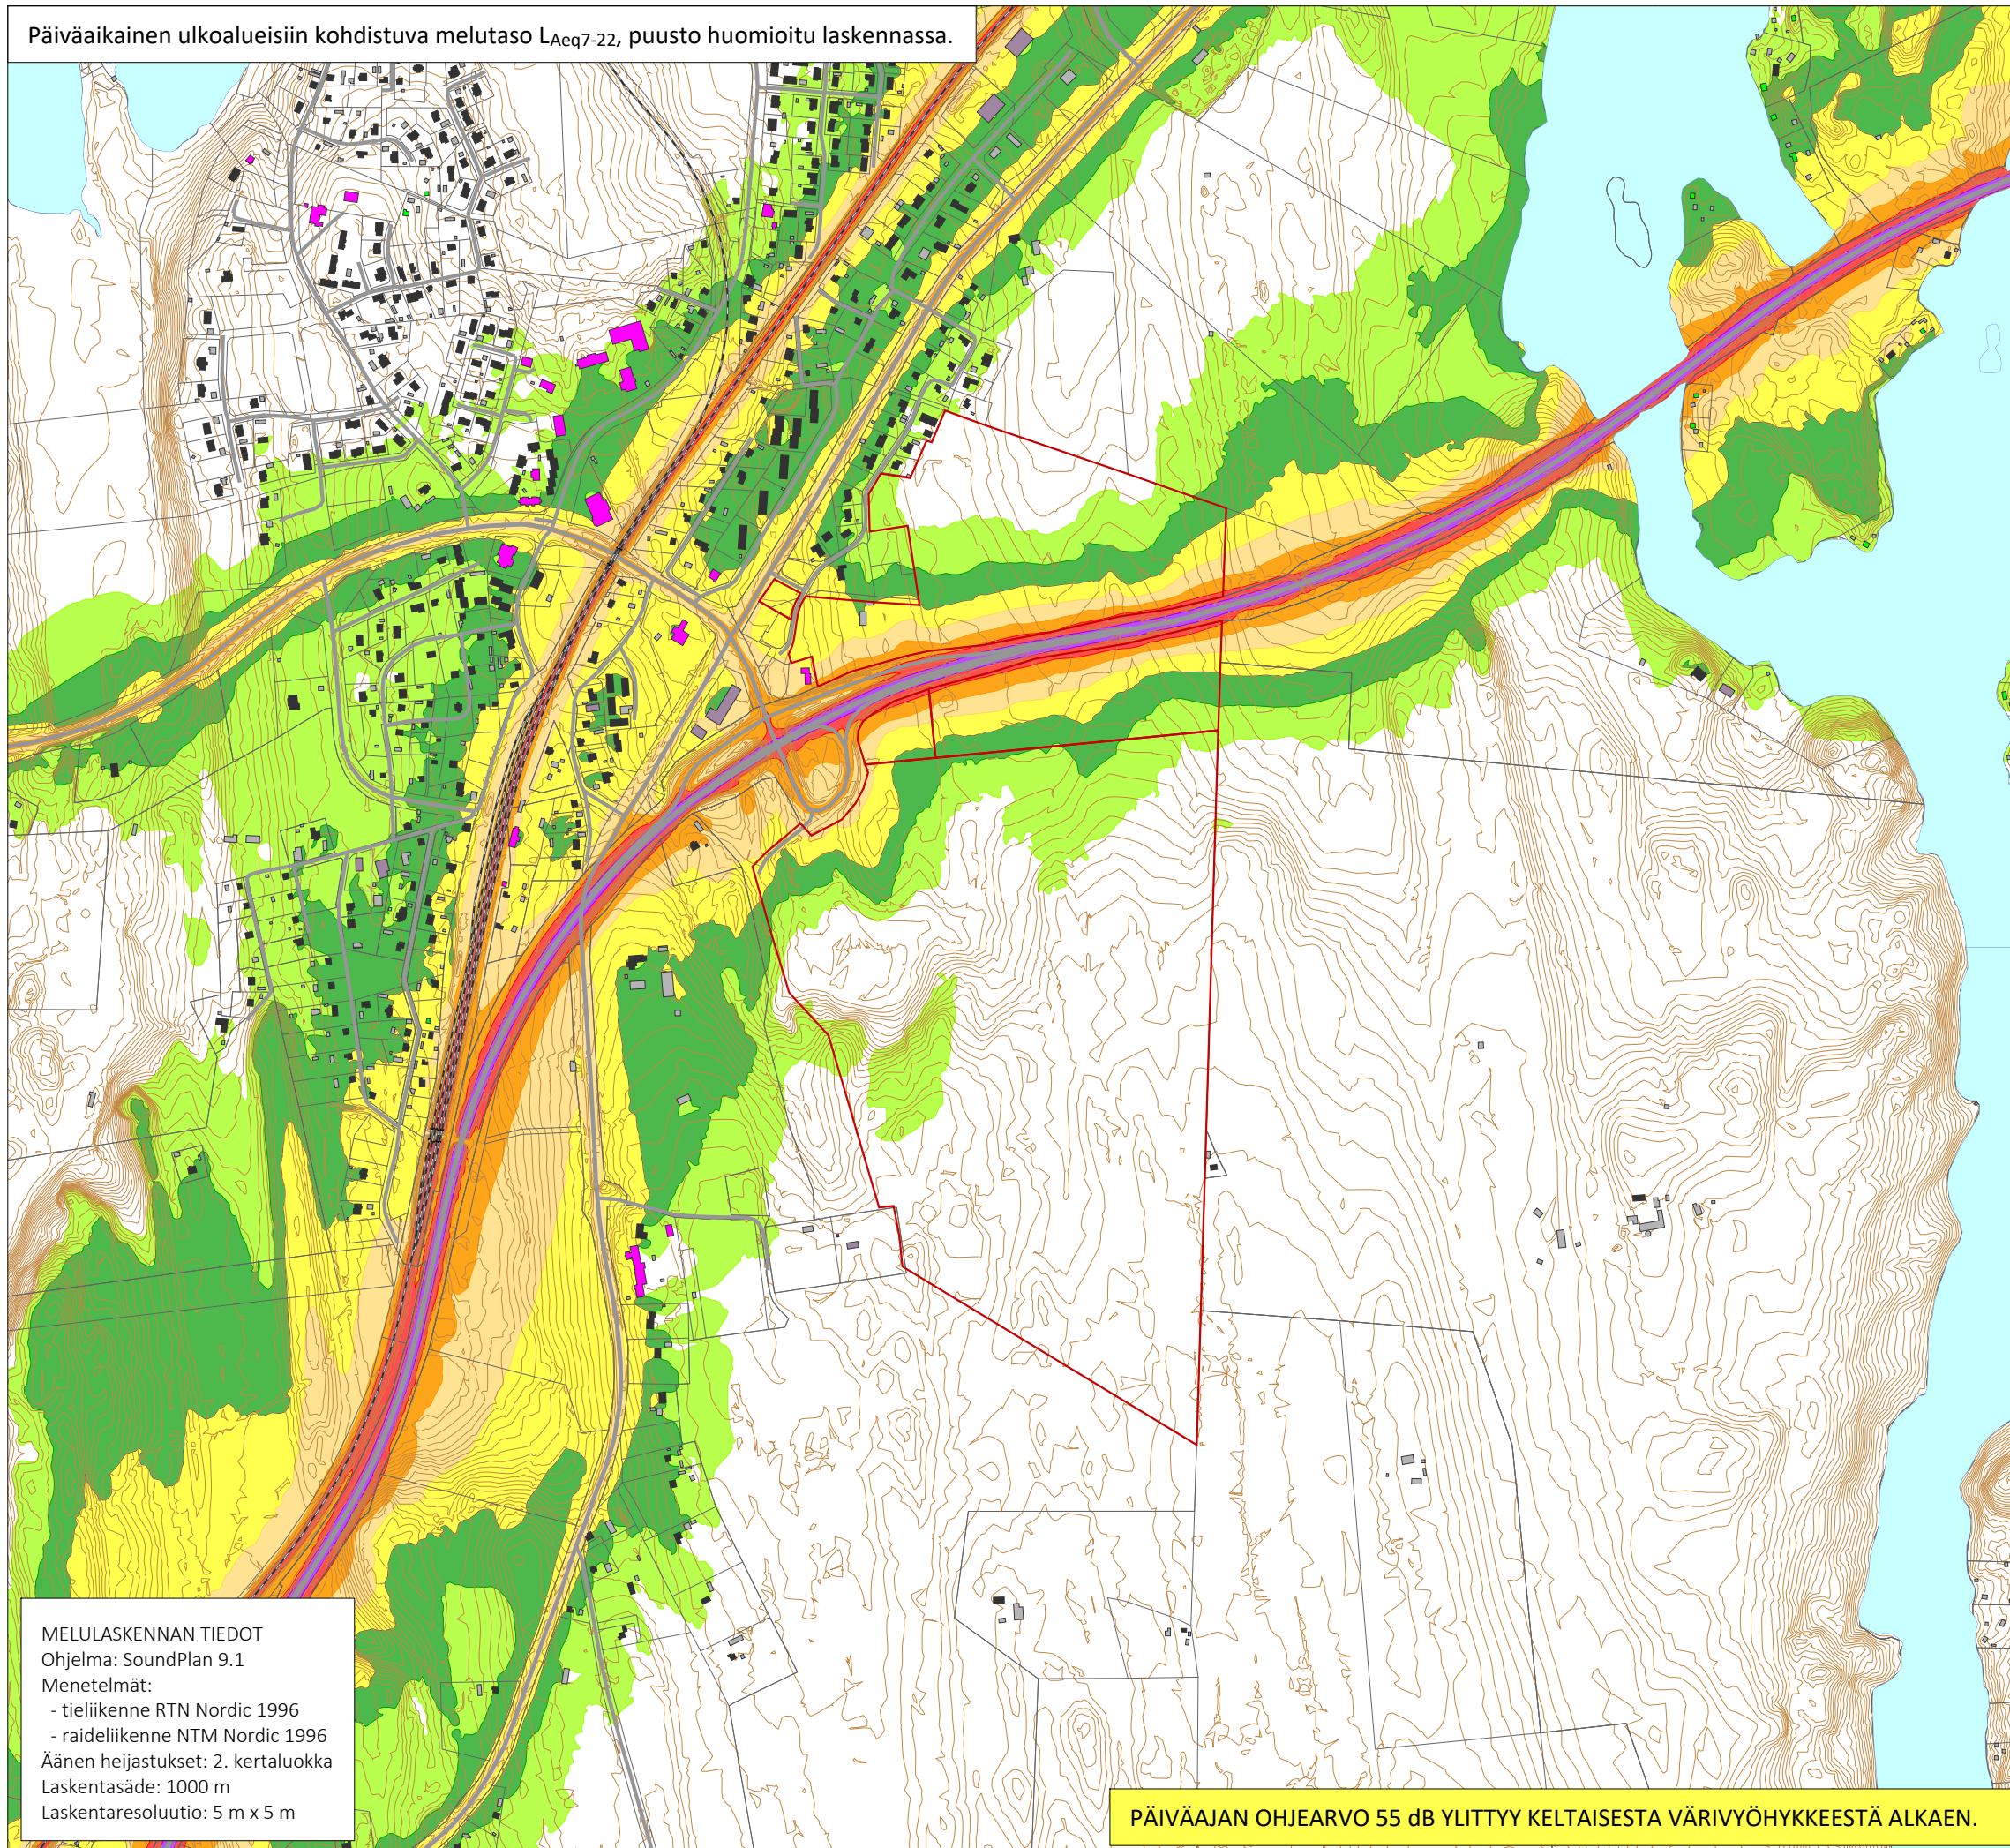 Päiväaikainen ulkoalueisiin kohdistuva melutaso LAeq7-22, puusto huomioitu laskennassa.
MELULASKENNAN TIEDOT
Ohjelma: SoundPlan 9.1
Menetelmät:
- tieliikenne RTN Nordic 1996
- raideliikenne NTM Nordic 1996
Äänen heijastukset: 2. kertaluokka
Laskentasäde: 1000 m
Laskentaresoluutio: 5 m x 5 m
PÄIVÄAJAN OHJEARVO 55 dB YLITTYY KELTAISESTA VÄRIVYÖHYKKEESTÄ ALKAEN.